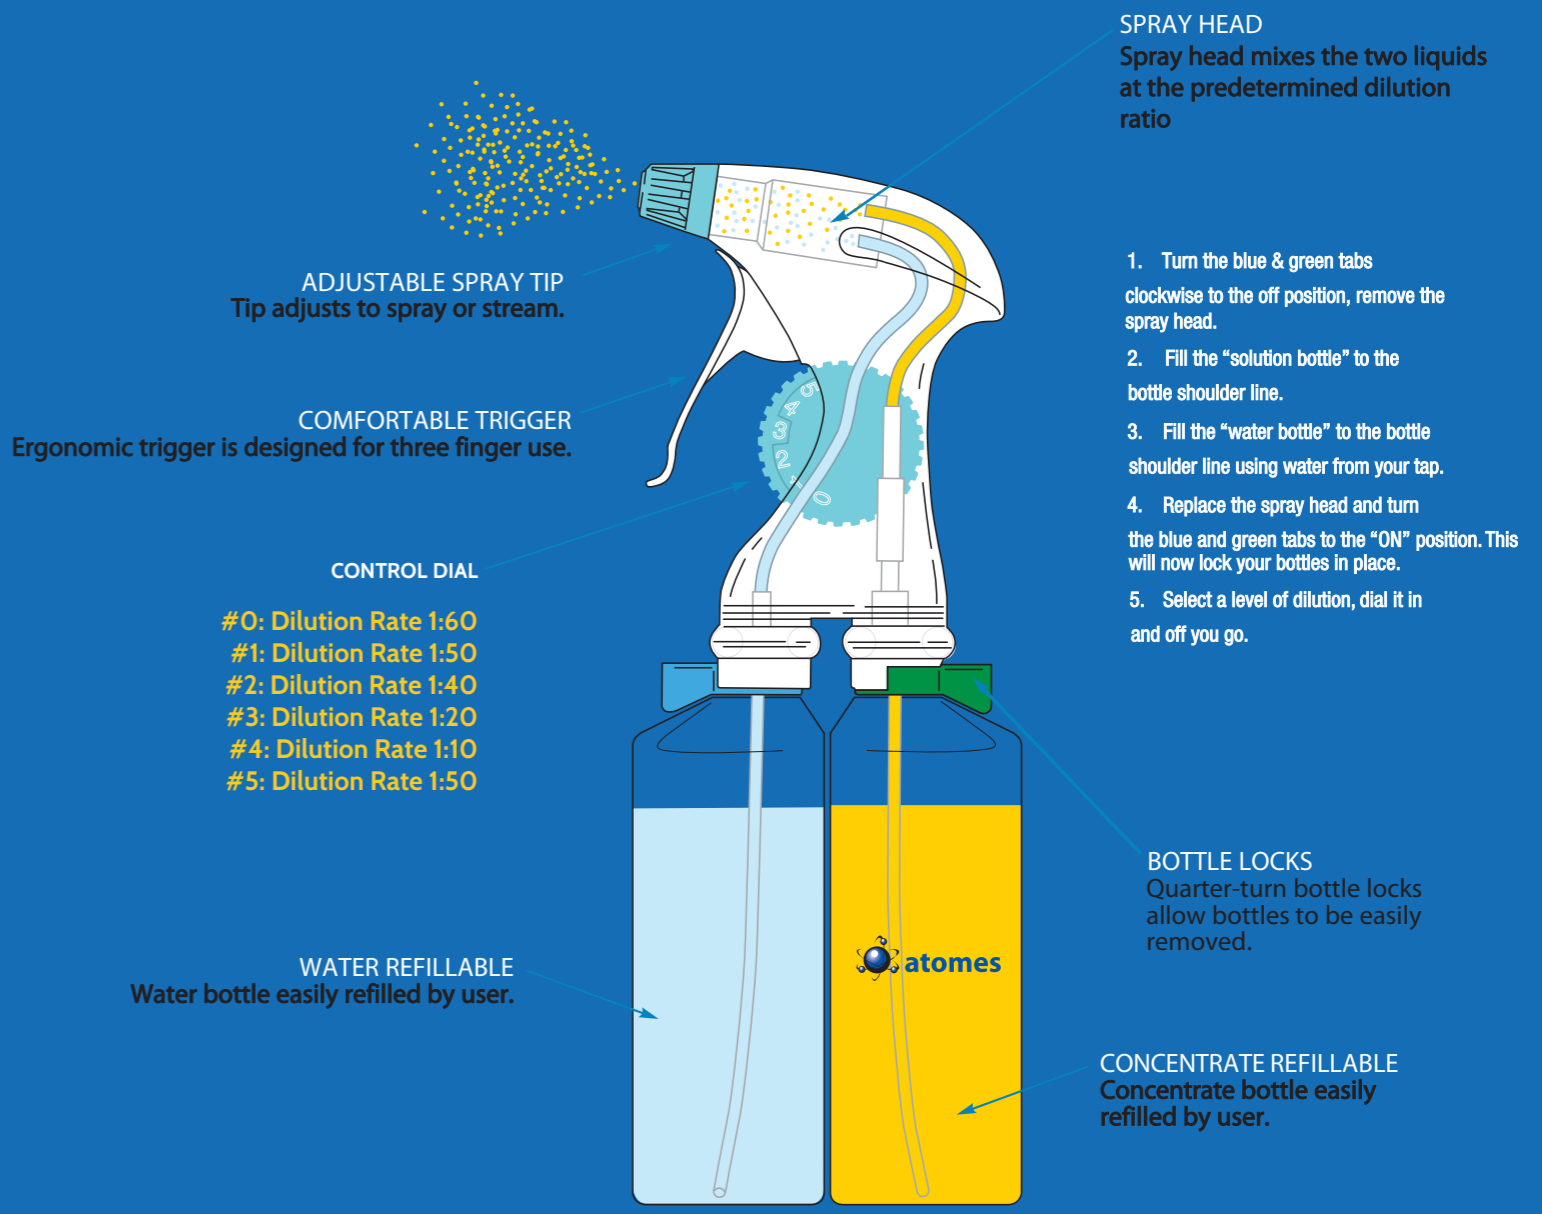 SPRAY HEAD
Spray head mixes the two liquids
at the predetermined dilution
ratio
ADJUSTABLE SPRAY TIP
Tip adjusts to spray or stream.
COMFORTABLE TRIGGER
Ergonomic trigger is designed for three finger use.
CONTROL DIAL
#0: Dilution Rate 1:60
#1: Dilution Rate 1:50
#2: Dilution Rate 1:40
#3: Dilution Rate 1:20
#4: Dilution Rate 1:10
#5: Dilution Rate 1:50
5
4
3
2
1
0
1. Turn the blue & green tabs
clockwise to the off position, remove the
spray head.
2. Fill the “solution bottle” to the
bottle shoulder line.
3. Fill the “water bottle” to the bottle
shoulder line using water from your tap.
4. Replace the spray head and turn
the blue and green tabs to the “ON” position. This
will now lock your bottles in place.
5. Select a level of dilution, dial it in
and off you go.
BOTTLE LOCKS
Quarter-turn bottle locks
allow bottles to be easily
removed.
WATER REFILLABLE
Water bottle easily refilled by user.
atomes
CONCENTRATE REFILLABLE
Concentrate bottle easily
refilled by user.